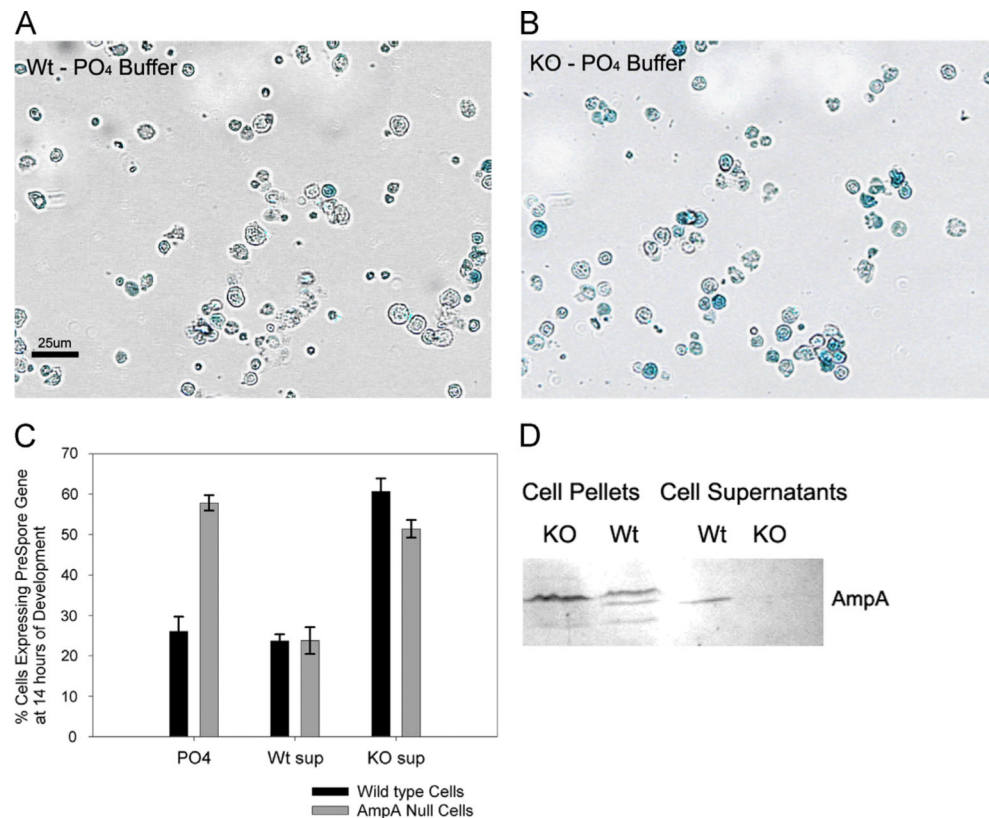 A
B
Wt - PO4 Buffer
KO - PO4 Buffer
25um
C
D
% Cells Expressing PreSpore Gene
at 14 hours of Development
70
60
50
40
30
20
10
0
PO4
Wt sup
KO sup
Wild type Cells
AmpA Null Cells
Cell Pellets
Cell Supernatants
KO
Wt
Wt
KO
AmpA